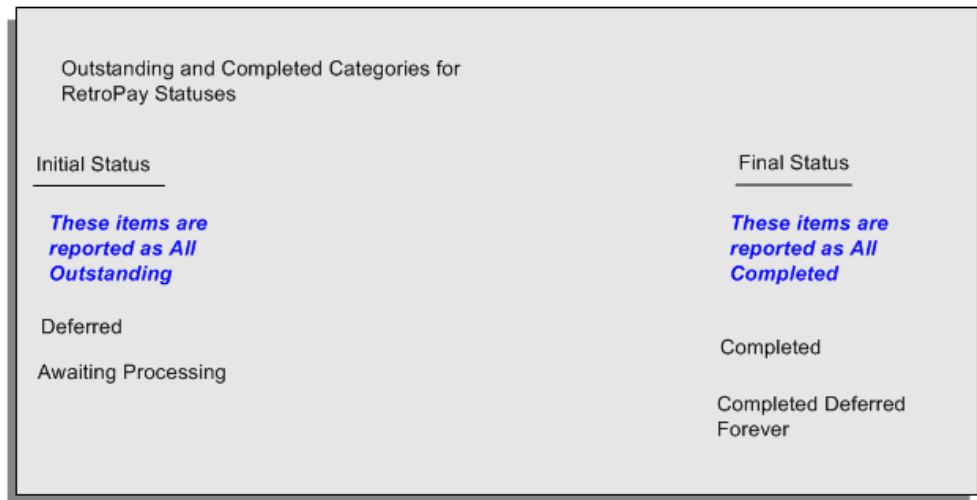 Outstanding and Completed Categories for
RetroPay Statuses
Initial Status
These items are
reported as All
Outstanding
Deferred
Awaiting Processing
Final Status
These items are
reported as All
Completed
Completed
Completed Deferred
Forever